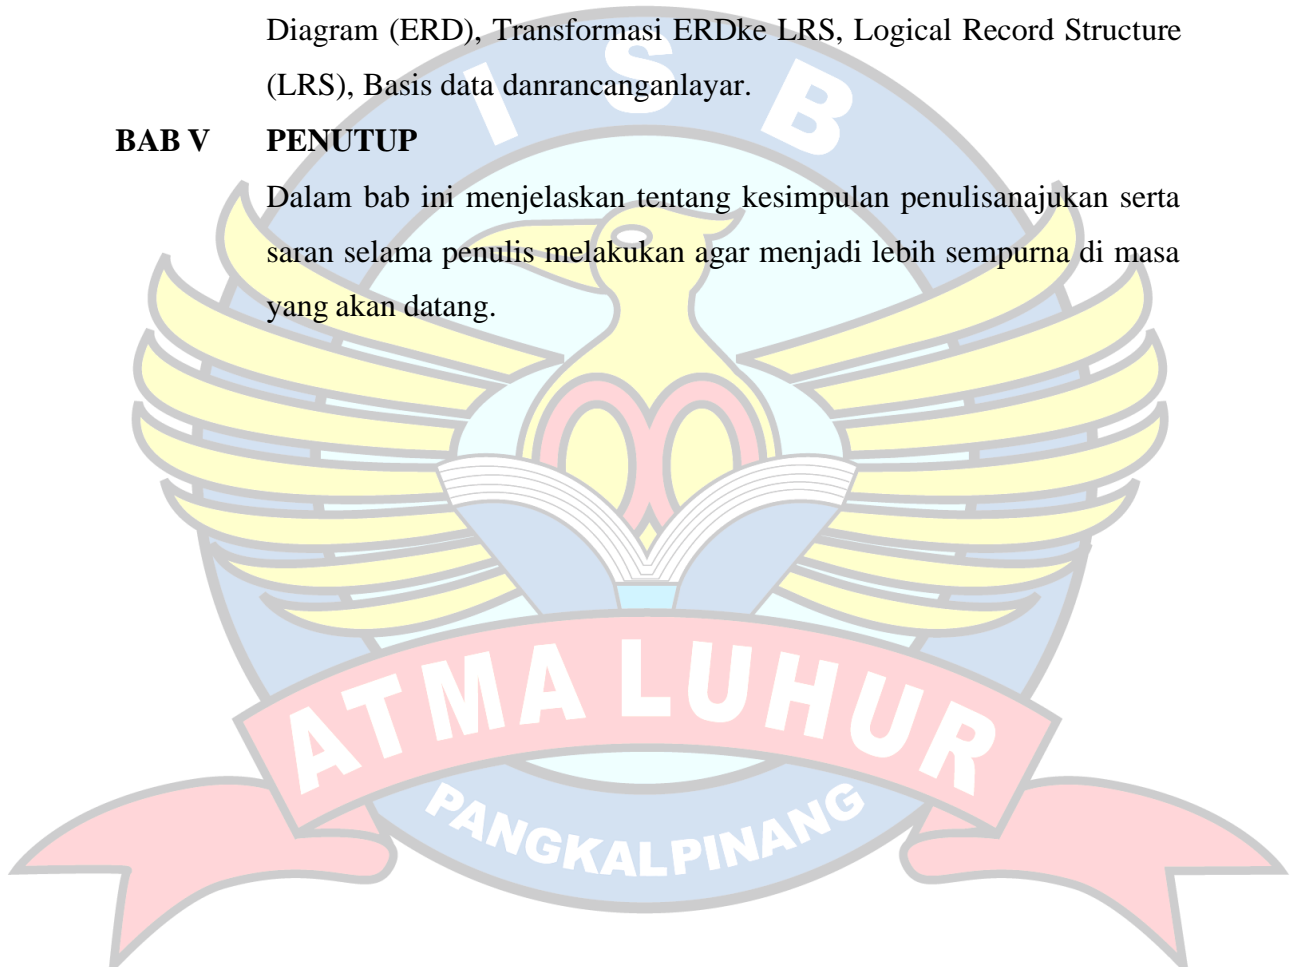 Diagram (ERD), Transformasi ERDke LRS, Logical Record Structure
(LRS), Basis data danrancanganlayar.
BAB V PENUTUP
Dalam bab ini menjelaskan tentang kesimpulan penulisanajukan serta
saran selama penulis melakukan agar menjadi lebih sempurna di masa
yang akan datang.
I S B
ATMA LUHUR
PANGKALPINANG